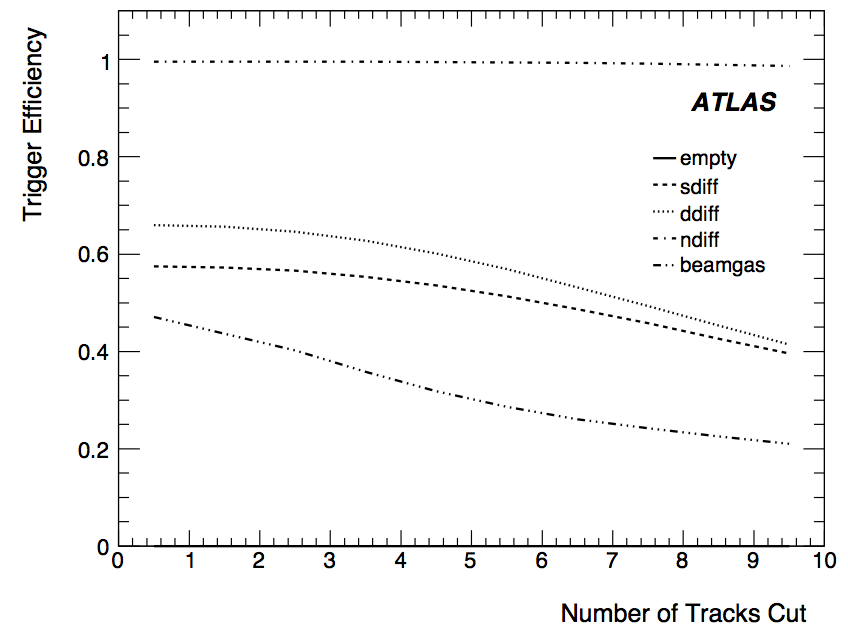 Trigger Efficiency
1
0.8
0.6
0.4
0.2
0
ATLAS
empty
sdiff
ddiff
ndiff
beamgas
0 1 2 3 4 5 6 7 8 9 10
Number of Tracks Cut